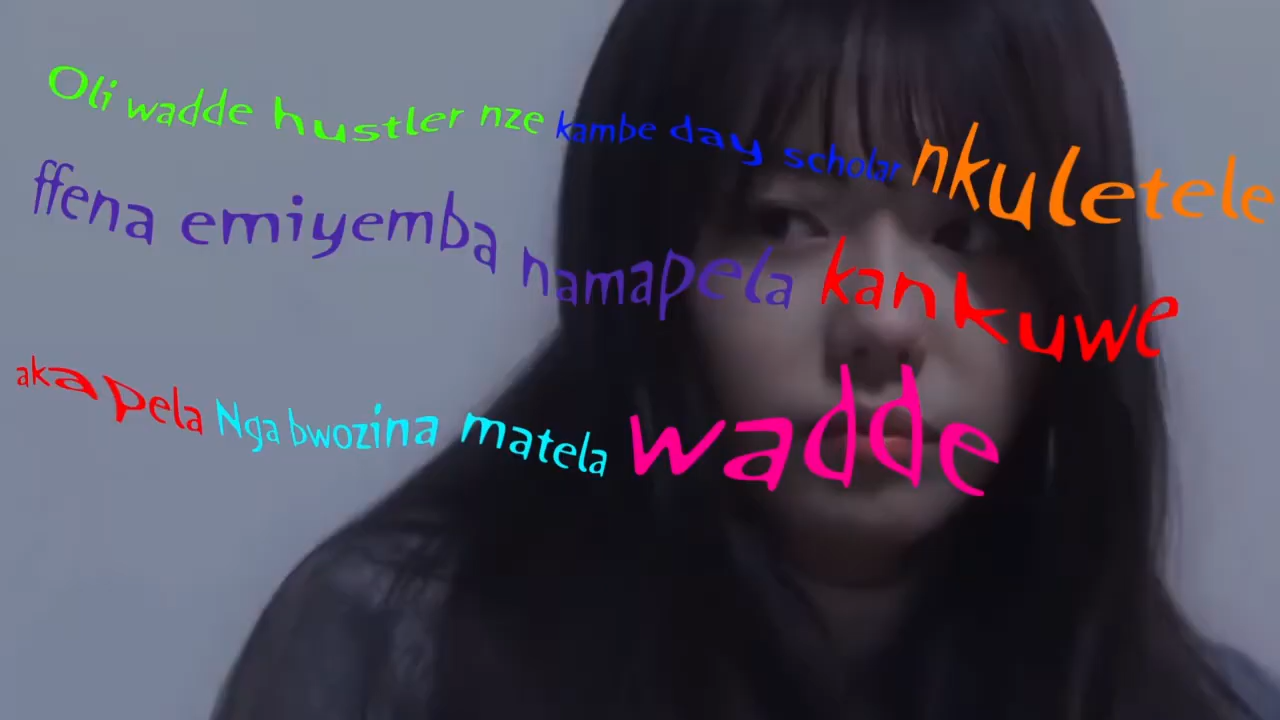 Oli wadde hustler nze kambe day scholar nkuletele
ffena emiyemba namapela kankuwe
akapela Nga bwozina matela wadde